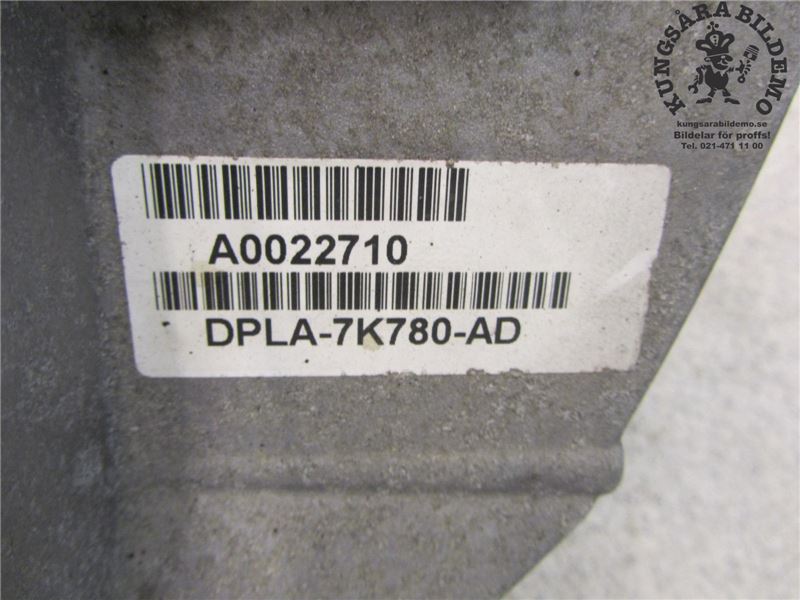 KUNGSÅRA BILDEMO
kungsarabildemo.se
Bildelar för proffs!
Tel. 021-471 11 00
A0022710
DPLA-7K780-AD